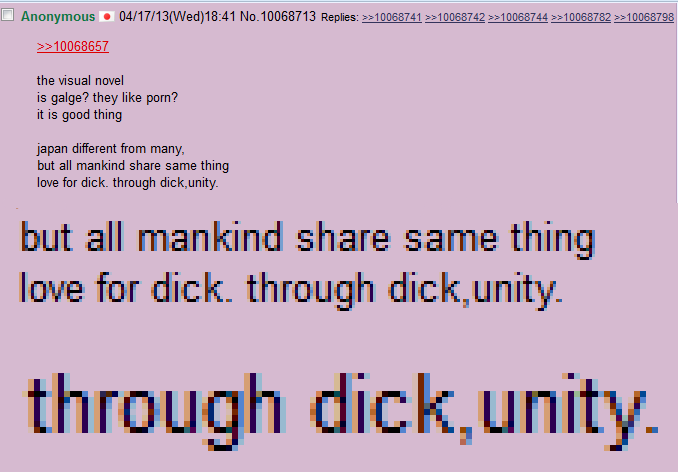 Anonymous 04/17/13(Wed)18:41 No.10068713 Replies: >>10068741 >>10068742 >>10068744 >>10068782 >>10068798
>>10068657
the visual novel
is galge? they like porn?
it is good thing
japan different from many,
but all mankind share same thing
love for dick. through dick,unity.
but all mankind share same thing
love for dick. through dick,unity.
through dick,unity.